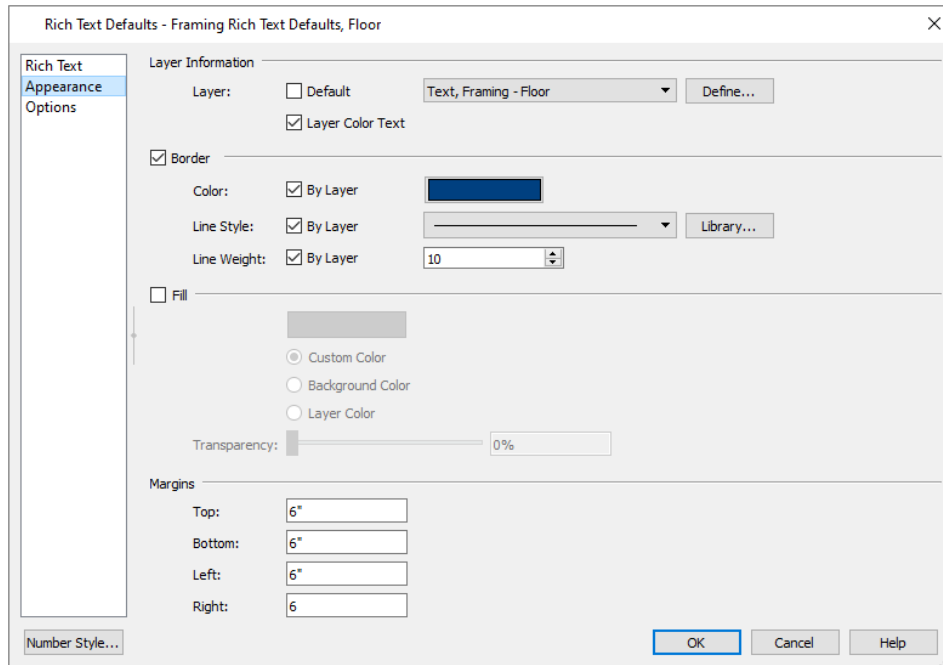 Rich Text Defaults - Framing Rich Text Defaults, Floor
Rich Text
Appearance
Options
Layer Information
Layer: Default Text, Framing - Floor Define...
Layer Color Text
Border
Color: By Layer
Line Style: By Layer Library...
Line Weight: By Layer 10
Fill
Custom Color
Background Color
Layer Color
Transparency: 0%
Margins
Top: 6"
Bottom: 6"
Left: 6"
Right: 6
Number Style... OK Cancel Help